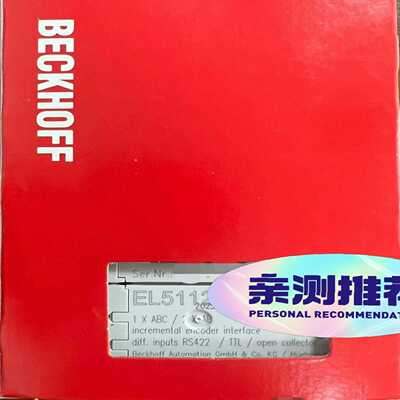 BECKHOFF
Ser.Nr.:
EL5112
1 X ABC /
incremental encoder interface
diff. inputs RS422 / TTL / open collector
Beckhoff Automation GmbH & Co. KG /
亲测推荐
PERSONAL RECOMMENDAT